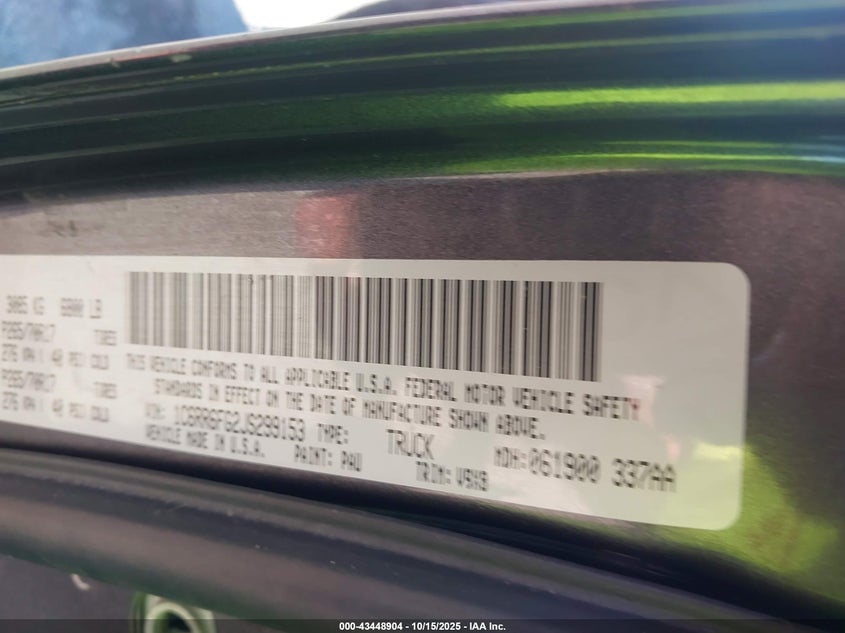 3085 KG 6800 LB
P265/70R17 TIRES
276 KPA / 40 PSI COLD
P265/70R17 TIRES
276 KPA / 40 PSI COLD
THIS VEHICLE CONFORMS TO ALL APPLICABLE U.S.A. FEDERAL MOTOR VEHICLE SAFETY
STANDARDS IN EFFECT ON THE DATE OF MANUFACTURE SHOWN ABOVE.
VIN: 1C6RR6FG2JS299153 TYPE: TRUCK MDH: 061900 337AA
VEHICLE MADE IN U.S.A. PAINT: PAU TRIM: V9X8
000-43448904 - 10/15/2025 - IAA Inc.